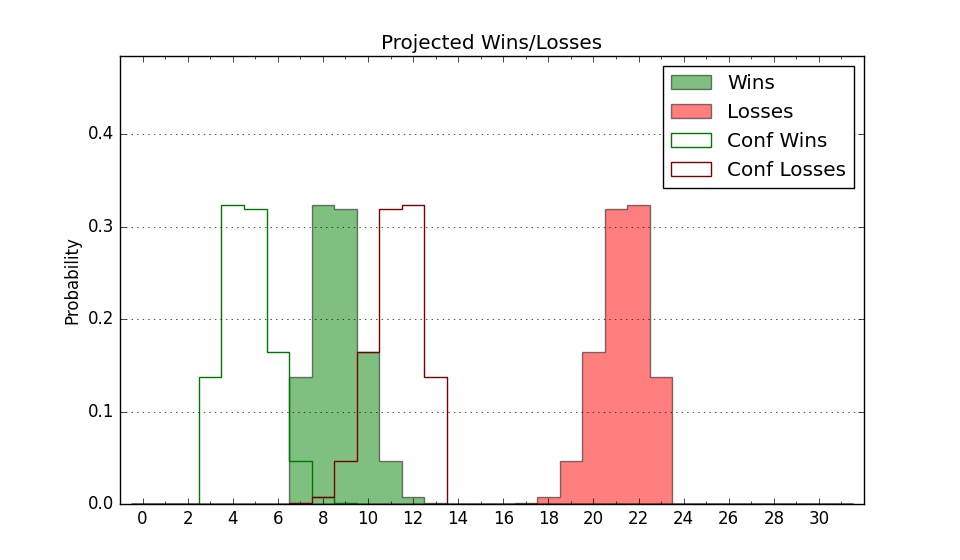 Projected Wins/Losses
Wins
Losses
Conf Wins
Conf Losses
Probability
0.4
0.3
0.2
0.1
0.0
0 2 4 6 8 10 12 14 16 18 20 22 24 26 28 30